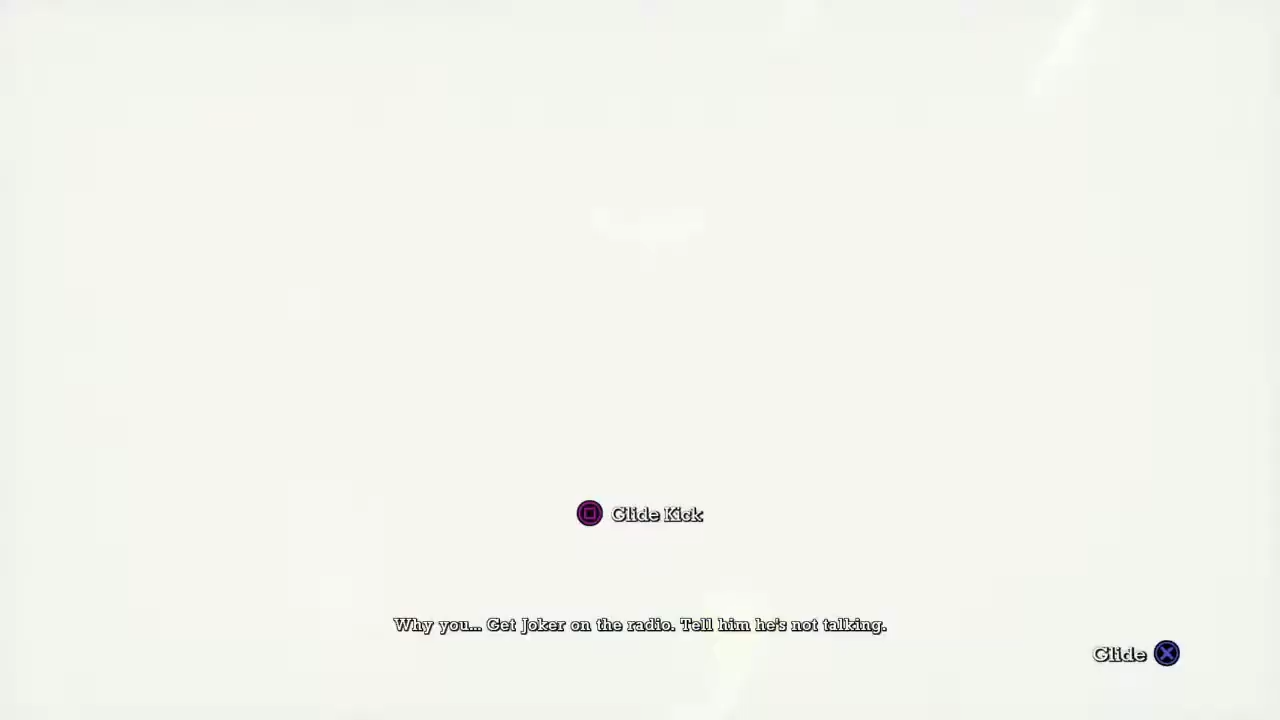 Glide Kick
Why you... Get Joker on the radio. Tell him he's not talking.
Glide